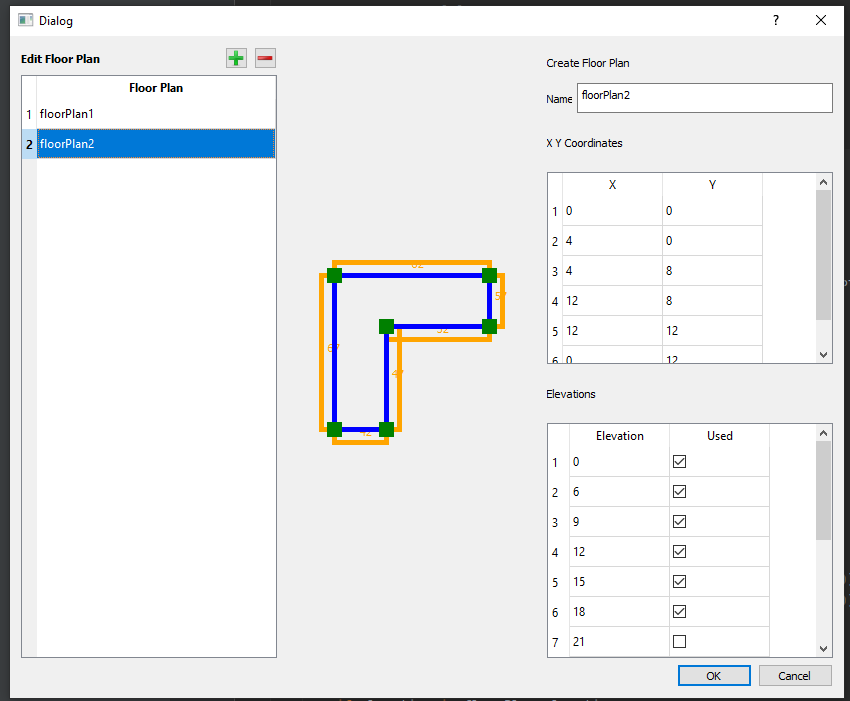 Dialog
?
Edit Floor Plan
Floor Plan
1 floorPlan1
2 floorPlan2
62
57
52
67
47
42
Create Floor Plan
Name floorPlan2
X Y Coordinates
X Y
1 0 0
2 4 0
3 4 8
4 12 8
5 12 12
6 0 12
Elevations
Elevation Used
1 0
2 6
3 9
4 12
5 15
6 18
7 21
OK Cancel